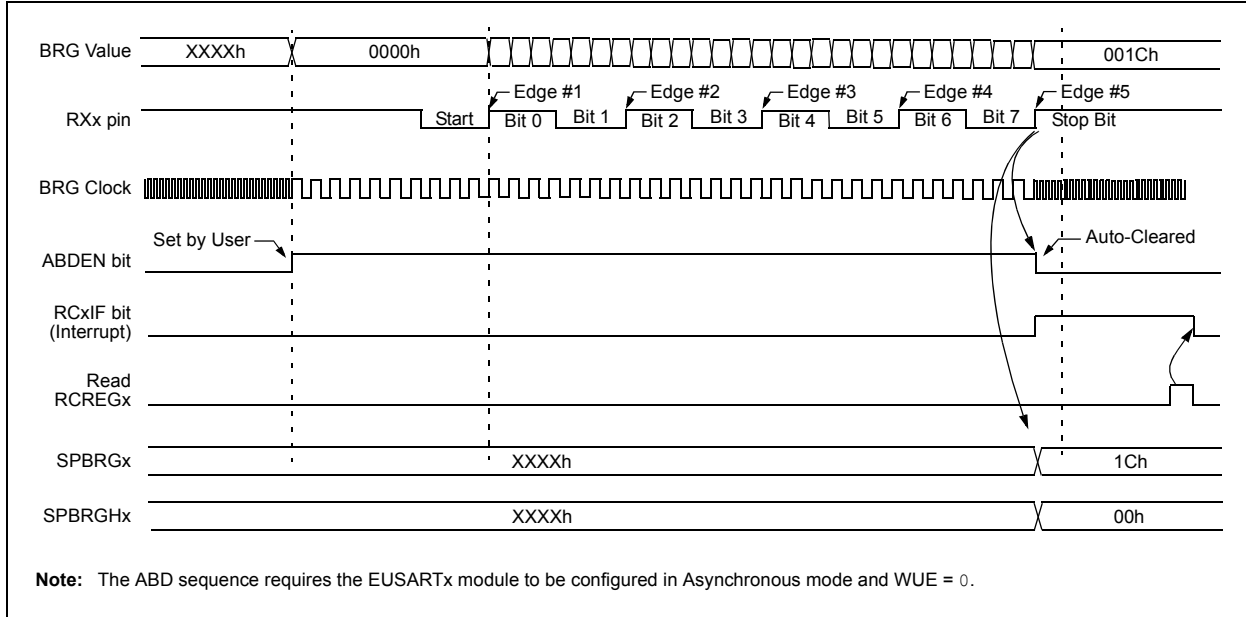 BRG Value XXXXh 0000h 001Ch
Edge #1 Edge #2 Edge #3 Edge #4 Edge #5
RXx pin Start Bit 0 Bit 1 Bit 2 Bit 3 Bit 4 Bit 5 Bit 6 Bit 7 Stop Bit
BRG Clock
Set by User Auto-Cleared
ABDEN bit
RCxIF bit
(Interrupt)
Read
RCREGx
SPBRGx XXXXh 1Ch
SPBRGHx XXXXh 00h
Note: The ABD sequence requires the EUSARTx module to be configured in Asynchronous mode and WUE = 0.